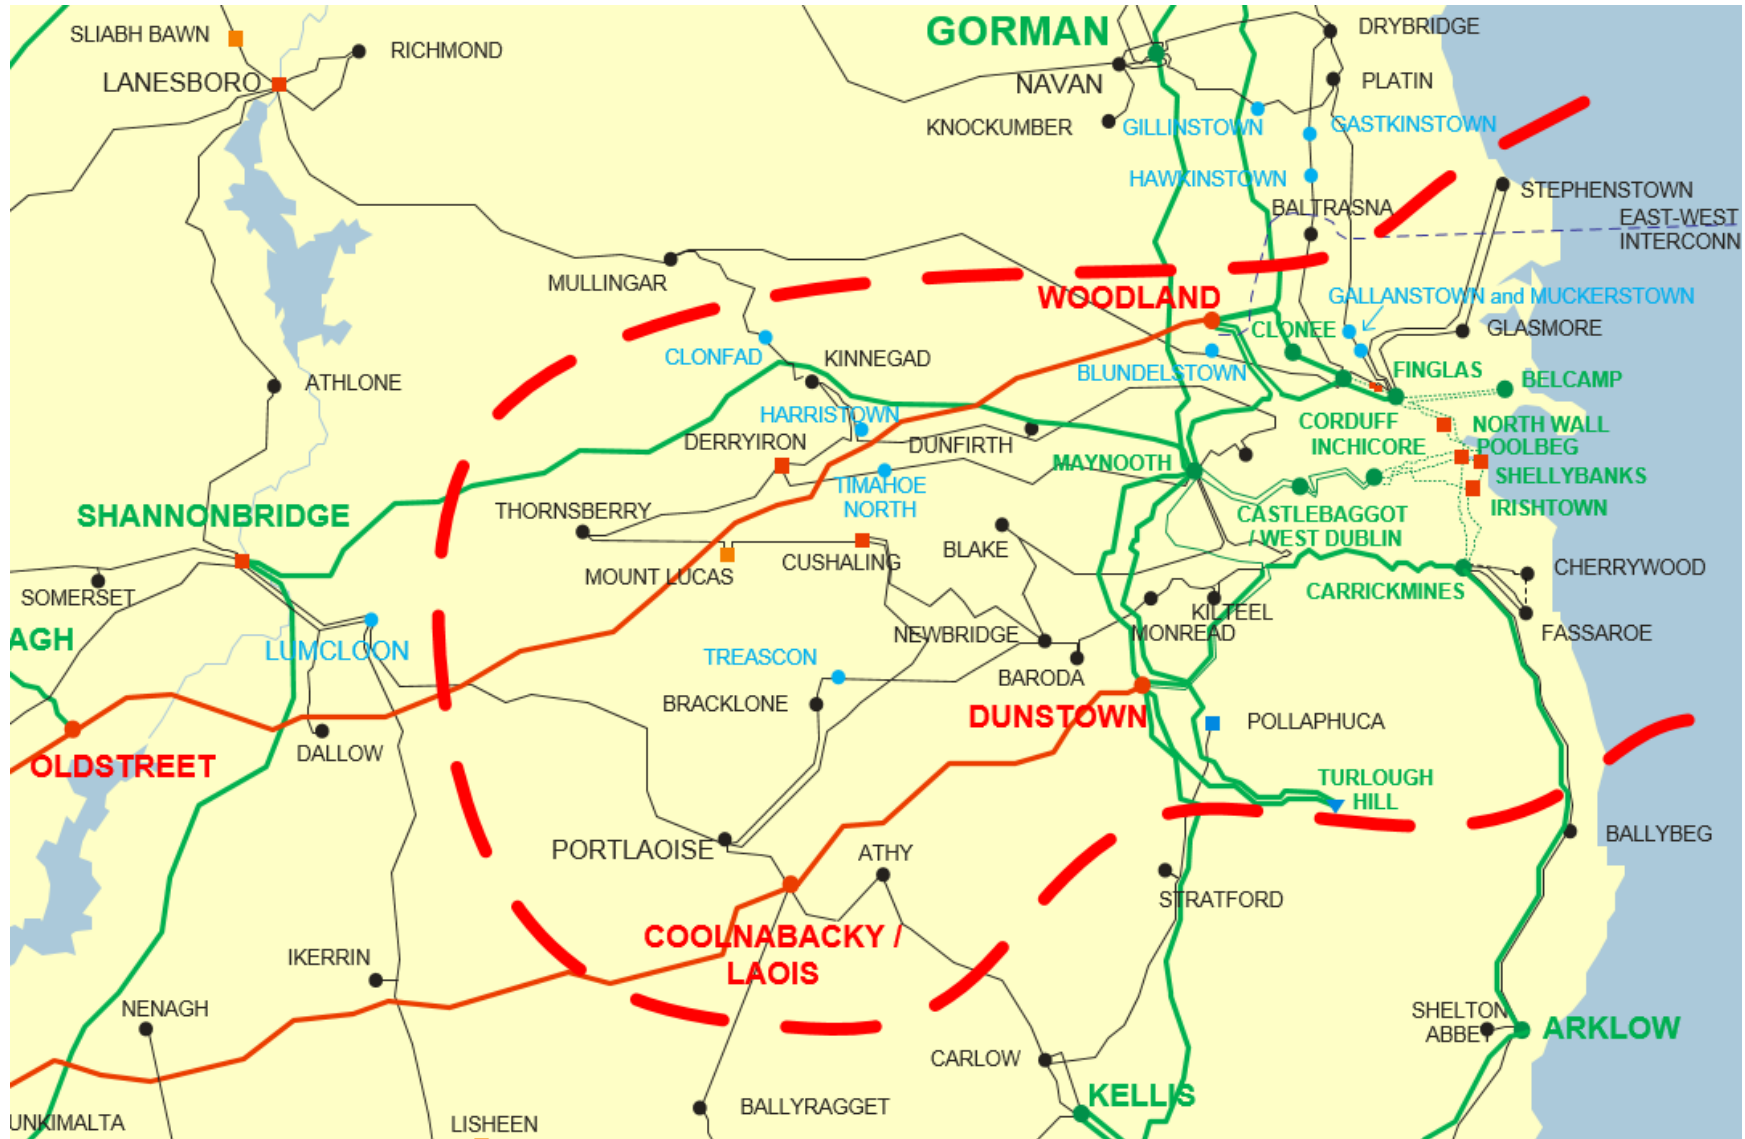 SLIABH BAWN
RICHMOND
LANESBORO
GORMAN
NAVAN
KNOCKUMBER
DRYBRIDGE
PLATIN
GILLINSTOWN
GASTKINSTOWN
HAWKINSTOWN
BALTRASNA
STEPHENSTOWN
EAST-WEST
INTERCONN
MULLINGAR
WOODLAND
GALLANSTOWN and MUCKERSTOWN
GLASMORE
CLONEE
CLONFAD
KINNEGAD
BLUNDELSTOWN
FINGLAS
BELCAMP
ATHLONE
HARRISTOWN
DERRYIRON
DUNFIRTH
CORDUFF
NORTH WALL
INCHICORE
POOLBEG
MAYNOOTH
SHELLYBANKS
TIMAHOE
NORTH
IRISHTOWN
SHANNONBRIDGE
THORNSBERRY
CASTLEBAGGOT
/ WEST DUBLIN
BLAKE
CUSHALING
MOUNT LUCAS
CHERRYWOOD
SOMERSET
CARRICKMINES
KILTEEL
AGH
LUMCLOON
NEWBRIDGE
MONREAD
FASSAROE
TREASCON
BARODA
BRACKLONE
DUNSTOWN
POLLAPHUCA
DALLOW
OLDSTREET
TURLOUGH
HILL
PORTLAOISE
ATHY
BALLYBEG
STRATFORD
COOLNABACKY /
LAOIS
IKERRIN
NENAGH
SHELTON
ABBEY
ARKLOW
CARLOW
KELLIS
BALLYRAGGET
UNKIMALTA
LISHEEN